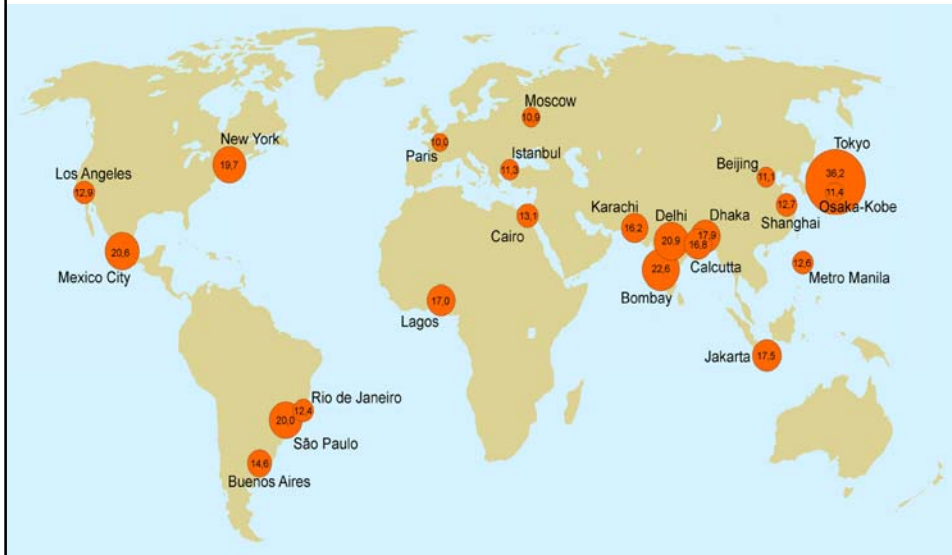 Moscow
10,9
New York
19,7
Paris
10,0
Istanbul
11,3
Los Angeles
12,9
Beijing
11,1
Tokyo
36,2
11,4
Osaka-Kobe
Shanghai
12,7
Cairo
13,1
Karachi
16,2
Delhi
20,9
Dhaka
17,9
16,8
Calcutta
22,6
Bombay
Mexico City
20,6
12,6
Metro Manila
17,0
Lagos
Jakarta
17,5
Rio de Janeiro
12,4
20,0
São Paulo
14,6
Buenos Aires